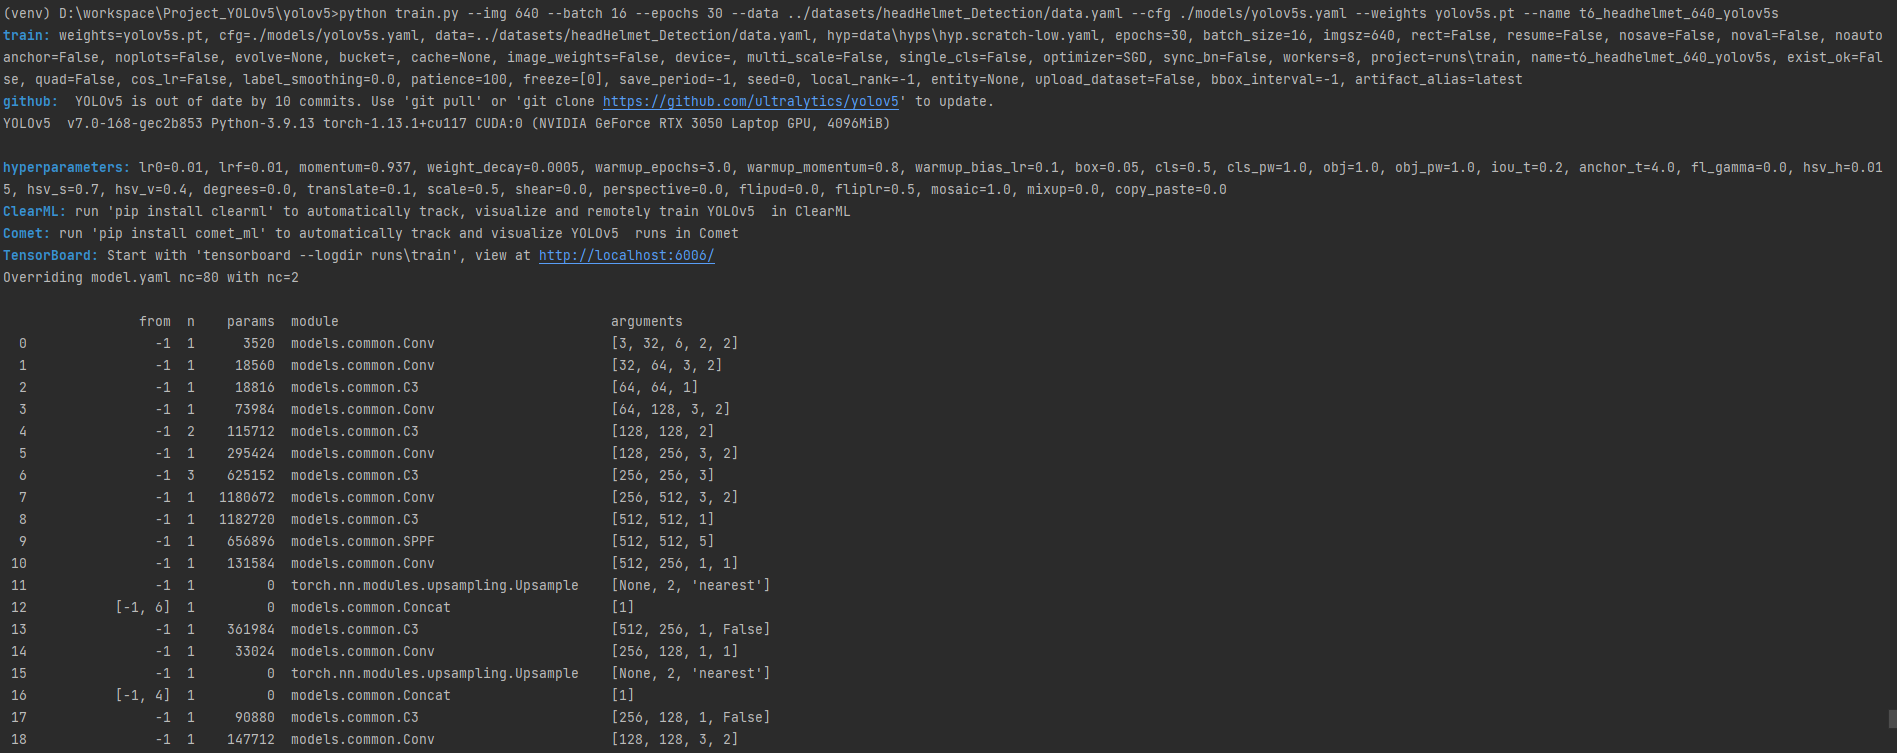 (venv) D:\workspace\Project_YOLOv5\yolov5>python train.py --img 640 --batch 16 --epochs 30 --data ../datasets/headHelmet_Detection/data.yaml --cfg ./models/yolov5s.yaml --weights yolov5s.pt --name t6_headhelmet_640_yolov5s
train: weights=yolov5s.pt, cfg=./models/yolov5s.yaml, data=../datasets/headHelmet_Detection/data.yaml, hyp=data\hyps\hyp.scratch-low.yaml, epochs=30, batch_size=16, imgsz=640, rect=False, resume=False, nosave=False, noval=False, noauto
anchor=False, noplots=False, evolve=None, bucket=, cache=None, image_weights=False, device=, multi_scale=False, single_cls=False, optimizer=SGD, sync_bn=False, workers=8, project=runs\train, name=t6_headhelmet_640_yolov5s, exist_ok=Fal
se, quad=False, cos_lr=False, label_smoothing=0.0, patience=100, freeze=[0], save_period=-1, seed=0, local_rank=-1, entity=None, upload_dataset=False, bbox_interval=-1, artifact_alias=latest
github:  YOLOv5 is out of date by 10 commits. Use 'git pull' or 'git clone https://github.com/ultralytics/yolov5' to update.
YOLOv5  v7.0-168-gec2b853 Python-3.9.13 torch-1.13.1+cu117 CUDA:0 (NVIDIA GeForce RTX 3050 Laptop GPU, 4096MiB)
hyperparameters: lr0=0.01, lrf=0.01, momentum=0.937, weight_decay=0.0005, warmup_epochs=3.0, warmup_momentum=0.8, warmup_bias_lr=0.1, box=0.05, cls=0.5, cls_pw=1.0, obj=1.0, obj_pw=1.0, iou_t=0.2, anchor_t=4.0, fl_gamma=0.0, hsv_h=0.01
5, hsv_s=0.7, hsv_v=0.4, degrees=0.0, translate=0.1, scale=0.5, shear=0.0, perspective=0.0, flipud=0.0, fliplr=0.5, mosaic=1.0, mixup=0.0, copy_paste=0.0
ClearML: run 'pip install clearml' to automatically track, visualize and remotely train YOLOv5  in ClearML
Comet: run 'pip install comet_ml' to automatically track and visualize YOLOv5  runs in Comet
TensorBoard: Start with 'tensorboard --logdir runs\train', view at http://localhost:6006/
Overriding model.yaml nc=80 with nc=2
from  n    params  module                                  arguments
0                -1  1      3520  models.common.Conv                      [3, 32, 6, 2, 2]
1                -1  1     18560  models.common.Conv                      [32, 64, 3, 2]
2                -1  1     18816  models.common.C3                        [64, 64, 1]
3                -1  1     73984  models.common.Conv                      [64, 128, 3, 2]
4                -1  2    115712  models.common.C3                        [128, 128, 2]
5                -1  1    295424  models.common.Conv                      [128, 256, 3, 2]
6                -1  3    625152  models.common.C3                        [256, 256, 3]
7                -1  1   1180672  models.common.Conv                      [256, 512, 3, 2]
8                -1  1   1182720  models.common.C3                        [512, 512, 1]
9                -1  1    656896  models.common.SPPF                      [512, 512, 5]
10                -1  1    131584  models.common.Conv                      [512, 256, 1, 1]
11                -1  1         0  torch.nn.modules.upsampling.Upsample    [None, 2, 'nearest']
12           [-1, 6]  1         0  models.common.Concat                    [1]
13                -1  1    361984  models.common.C3                        [512, 256, 1, False]
14                -1  1     33024  models.common.Conv                      [256, 128, 1, 1]
15                -1  1         0  torch.nn.modules.upsampling.Upsample    [None, 2, 'nearest']
16           [-1, 4]  1         0  models.common.Concat                    [1]
17                -1  1     90880  models.common.C3                        [256, 128, 1, False]
18                -1  1    147712  models.common.Conv                      [128, 128, 3, 2]